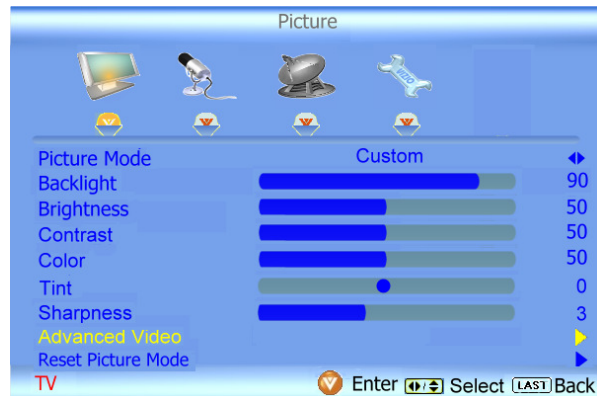 Picture
VIZIO
Picture Mode Custom
Backlight 90
Brightness 50
Contrast 50
Color 50
Tint 0
Sharpness 3
Advanced Video
Reset Picture Mode
TV Enter Select LAST Back